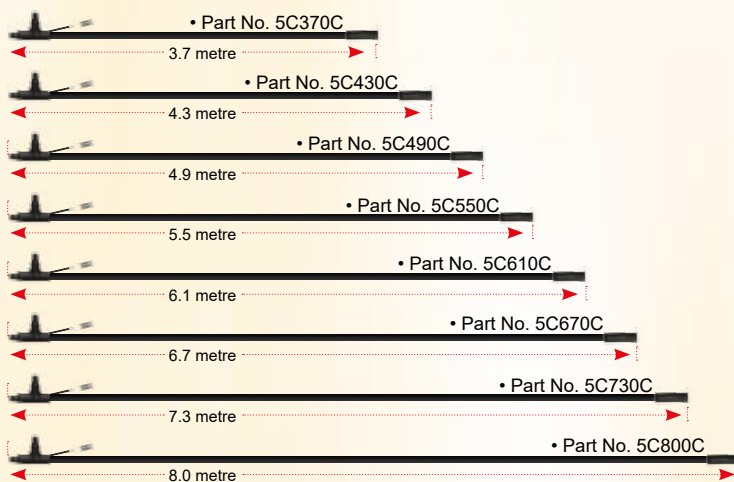 • Part No. 5C370C
3.7 metre
• Part No. 5C430C
4.3 metre
• Part No. 5C490C
4.9 metre
• Part No. 5C550C
5.5 metre
• Part No. 5C610C
6.1 metre
• Part No. 5C670C
6.7 metre
• Part No. 5C730C
7.3 metre
• Part No. 5C800C
8.0 metre